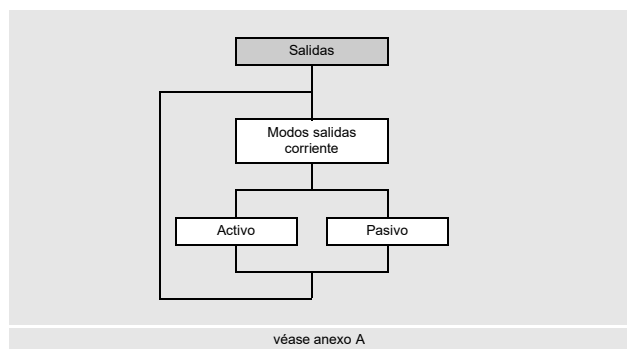 Salidas
Modos salidas
corriente
Activo
Pasivo
véase anexo A